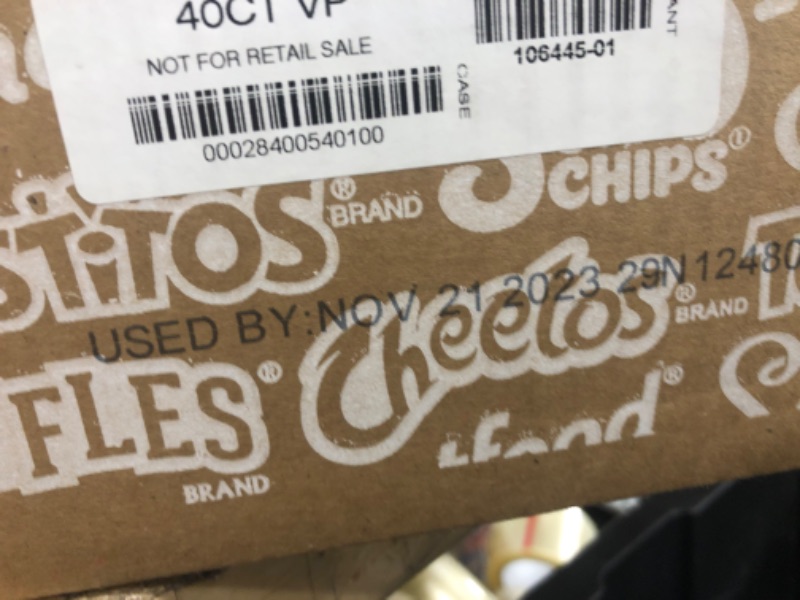 40CT VP
NOT FOR RETAIL SALE
00028400540100
CASE
106445-01
ANT
CHIPS
STiTOS® BRAND
USED BY:NOV 21 2023 29N12480
Cheetos® BRAND
FLES® BRAND